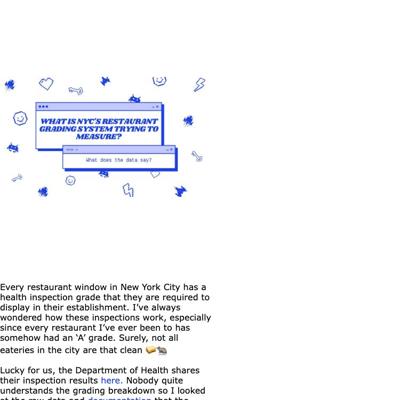 WHAT IS NYC'S RESTAURANT
GRADING SYSTEM TRYING TO
MEASURE?
What does the data say?
Every restaurant window in New York City has a
health inspection grade that they are required to
display in their establishment. I've always
wondered how these inspections work, especially
since every restaurant I've ever been to has
somehow had an 'A' grade. Surely, not all
eateries in the city are that clean 🧀🐀
Lucky for us, the Department of Health shares
their inspection results here. Nobody quite
understands the grading breakdown so I looked
at the raw data and documentation that the